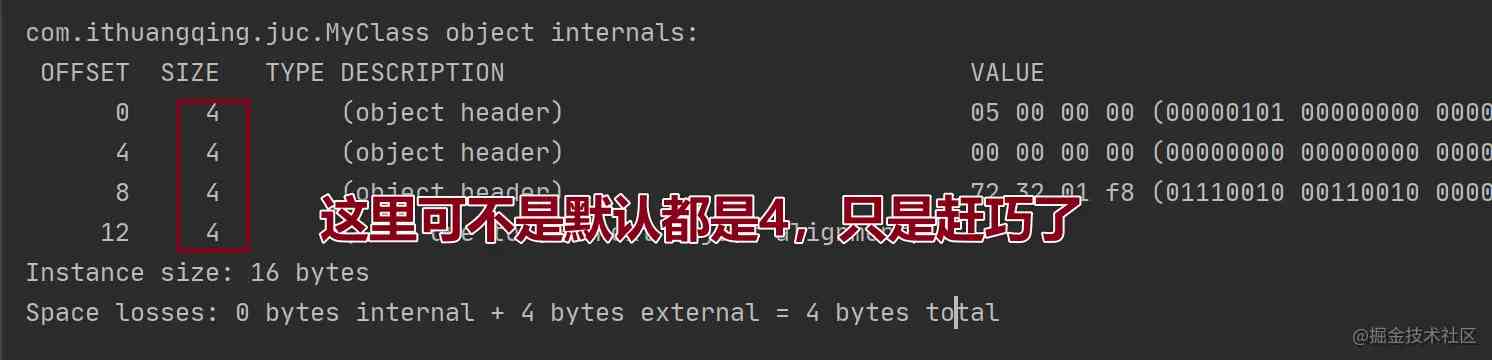 com.ithuangqing.juc.MyClass object internals:
OFFSET SIZE TYPE DESCRIPTION VALUE
0 4 (object header) 05 00 00 00 (00000101 00000000 0000
4 4 (object header) 00 00 00 00 (00000000 00000000 0000
8 4 (object header) 72 32 01 f8 (01110010 00110010 0000
这里可不是默认都是4，只是赶巧了
12 4
Instance size: 16 bytes
Space losses: 0 bytes internal + 4 bytes external = 4 bytes total
@掘金技术社区